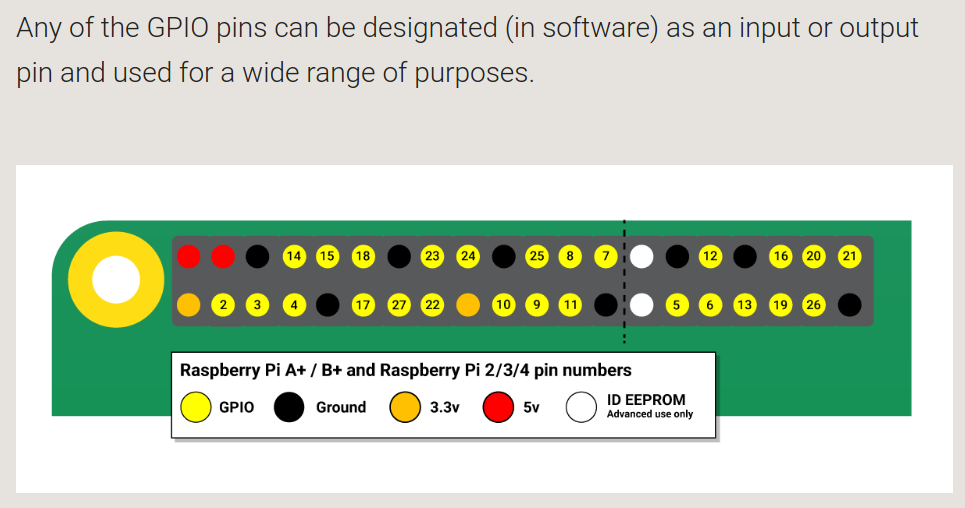 Any of the GPIO pins can be designated (in software) as an input or output
pin and used for a wide range of purposes.
14 15 18 23 24 25 8 7 12 16 20 21
2 3 4 17 27 22 10 9 11 5 6 13 19 26
Raspberry Pi A+ / B+ and Raspberry Pi 2/3/4 pin numbers
GPIO Ground 3.3v 5v ID EEPROM
Advanced use only